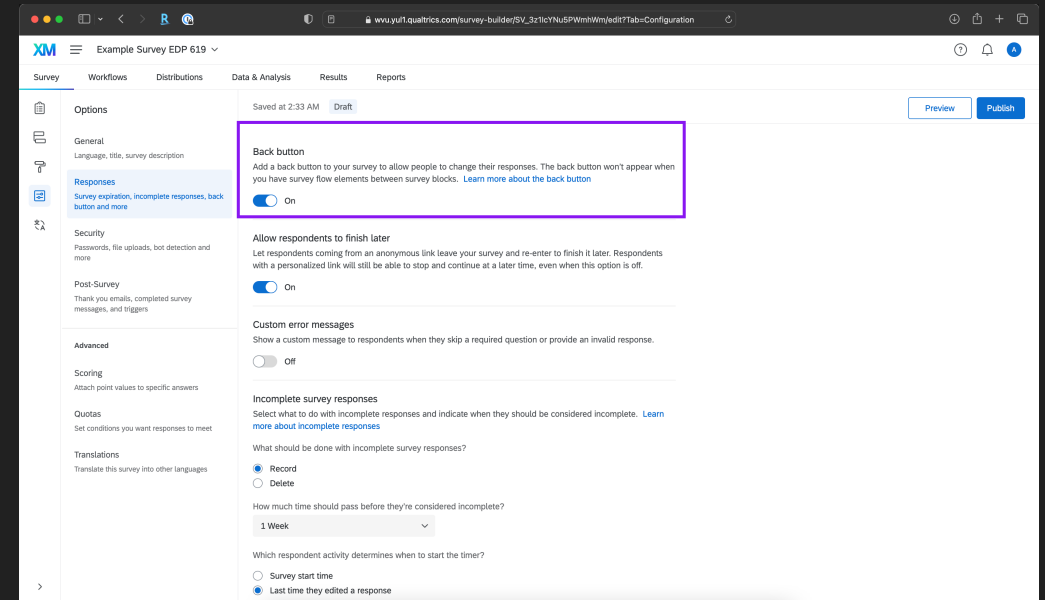 wvu.yul1.qualtrics.com/survey-builder/SV_3z1lcYNu5PWmhWm/edit?Tab=Configuration
XM
Example Survey EDP 619
A
Survey
Workflows
Distributions
Data & Analysis
Results
Reports
Options
Saved at 2:33 AM
Draft
Preview
Publish
General
Language, title, survey description
Responses
Survey expiration, incomplete responses, back
button and more
Security
Passwords, file uploads, bot detection and
more
Post-Survey
Thank you emails, completed survey
messages, and triggers
Advanced
Scoring
Attach point values to specific answers
Quotas
Set conditions you want responses to meet
Translations
Translate this survey into other languages
Back button
Add a back button to your survey to allow people to change their responses. The back button won't appear when
you have survey flow elements between survey blocks. Learn more about the back button
On
Allow respondents to finish later
Let respondents coming from an anonymous link leave your survey and re-enter to finish it later. Respondents
with a personalized link will still be able to stop and continue at a later time, even when this option is off.
On
Custom error messages
Show a custom message to respondents when they skip a required question or provide an invalid response.
Off
Incomplete survey responses
Select what to do with incomplete responses and indicate when they should be considered incomplete. Learn
more about incomplete responses
What should be done with incomplete survey responses?
Record
Delete
How much time should pass before they're considered incomplete?
1 Week
Which respondent activity determines when to start the timer?
Survey start time
Last time they edited a response